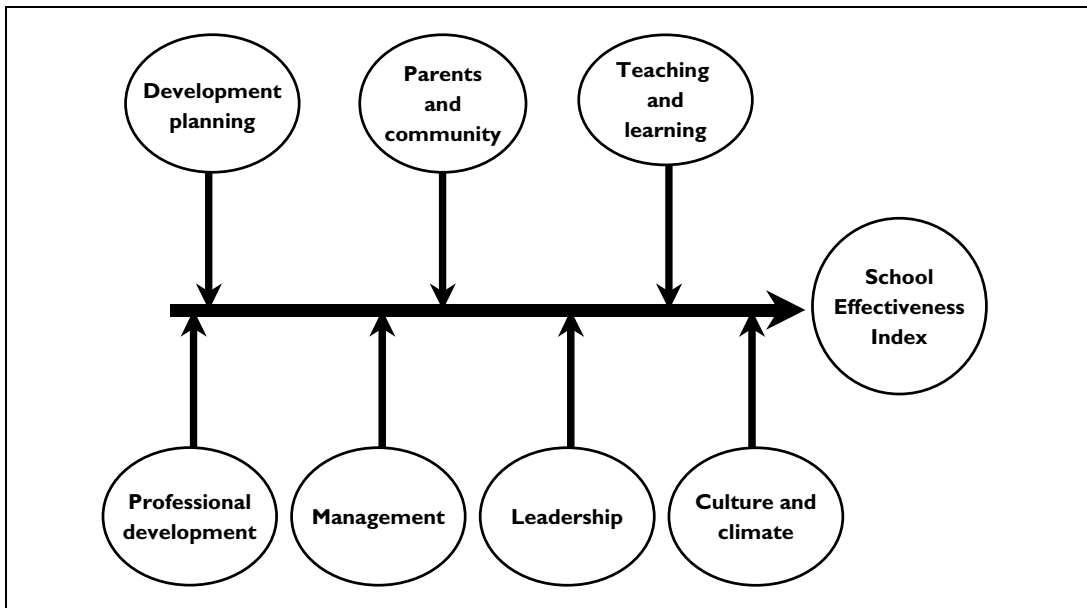 Development
planning
Parents
and
community
Teaching
and
learning
School
Effectiveness
Index
Professional
development
Management
Leadership
Culture and
climate